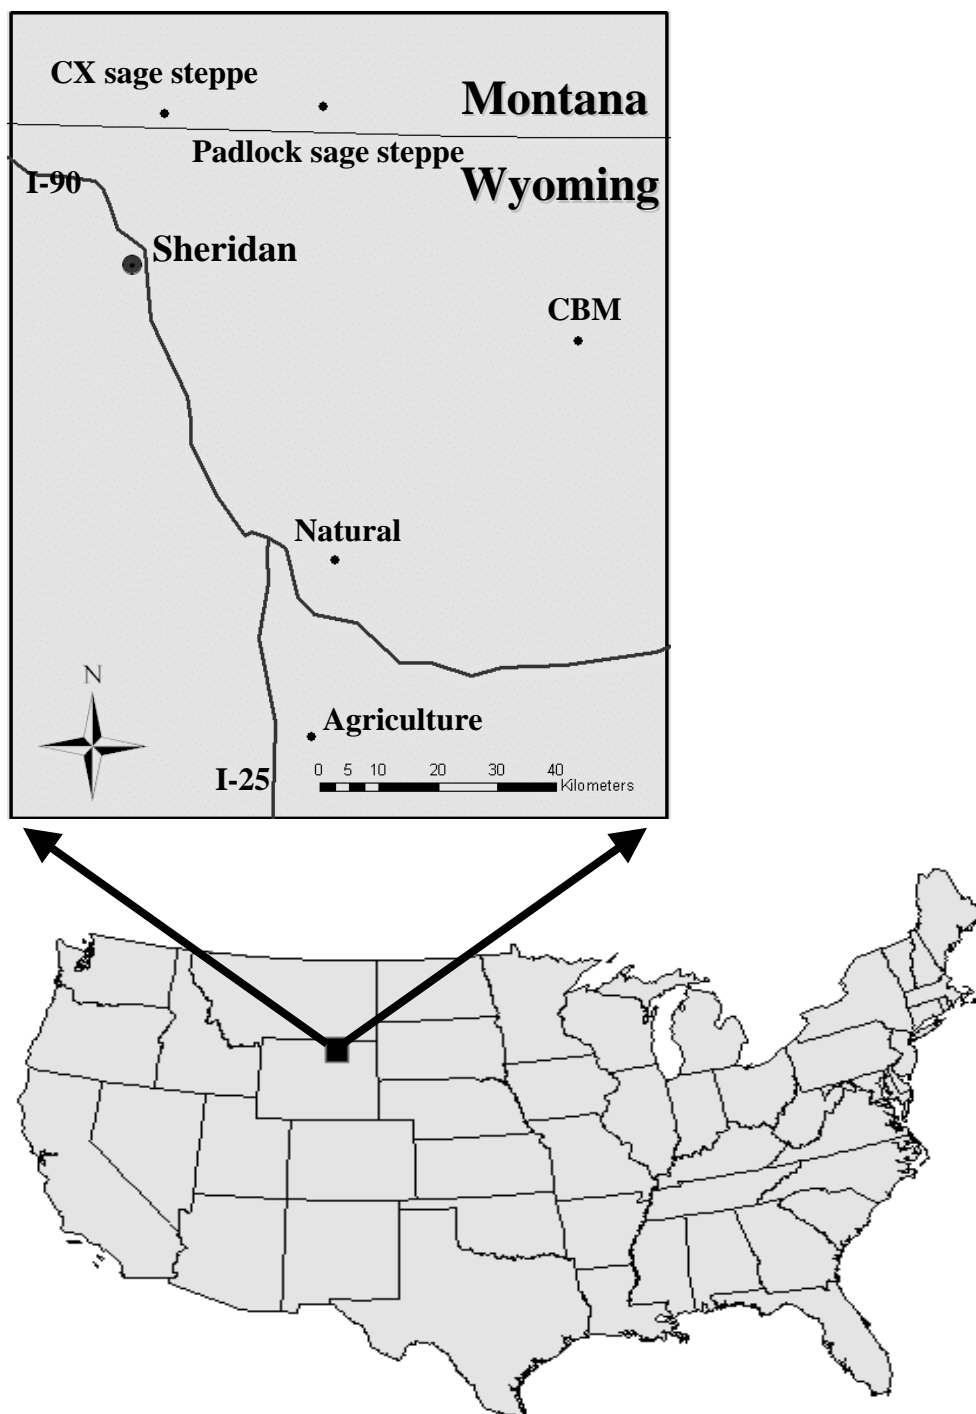 CX sage steppe
Montana
Padlock sage steppe
I-90
Wyoming
Sheridan
CBM
Natural
N
Agriculture
I-25
0 5 10 20 30 40
Kilometers